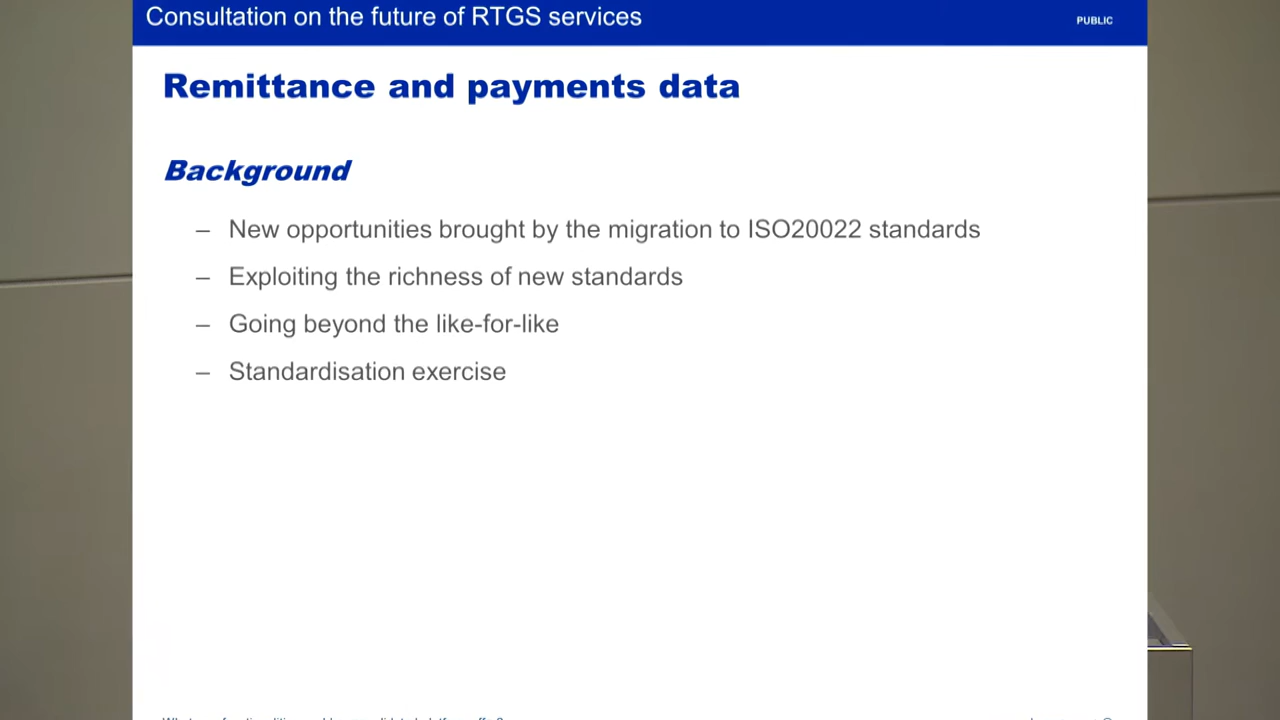 Consultation on the future of RTGS services
PUBLIC
Remittance and payments data
Background
– New opportunities brought by the migration to ISO20022 standards
– Exploiting the richness of new standards
– Going beyond the like-for-like
– Standardisation exercise